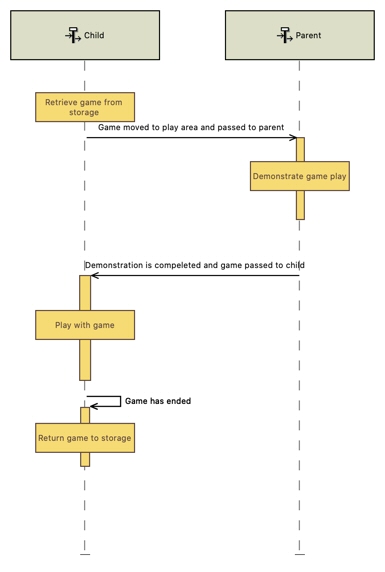 Child
Parent
Retrieve game from
storage
Game moved to play area and passed to parent
Demonstrate game play
Demonstration is compeleted and game passed to child
Play with game
Game has ended
Return game to storage